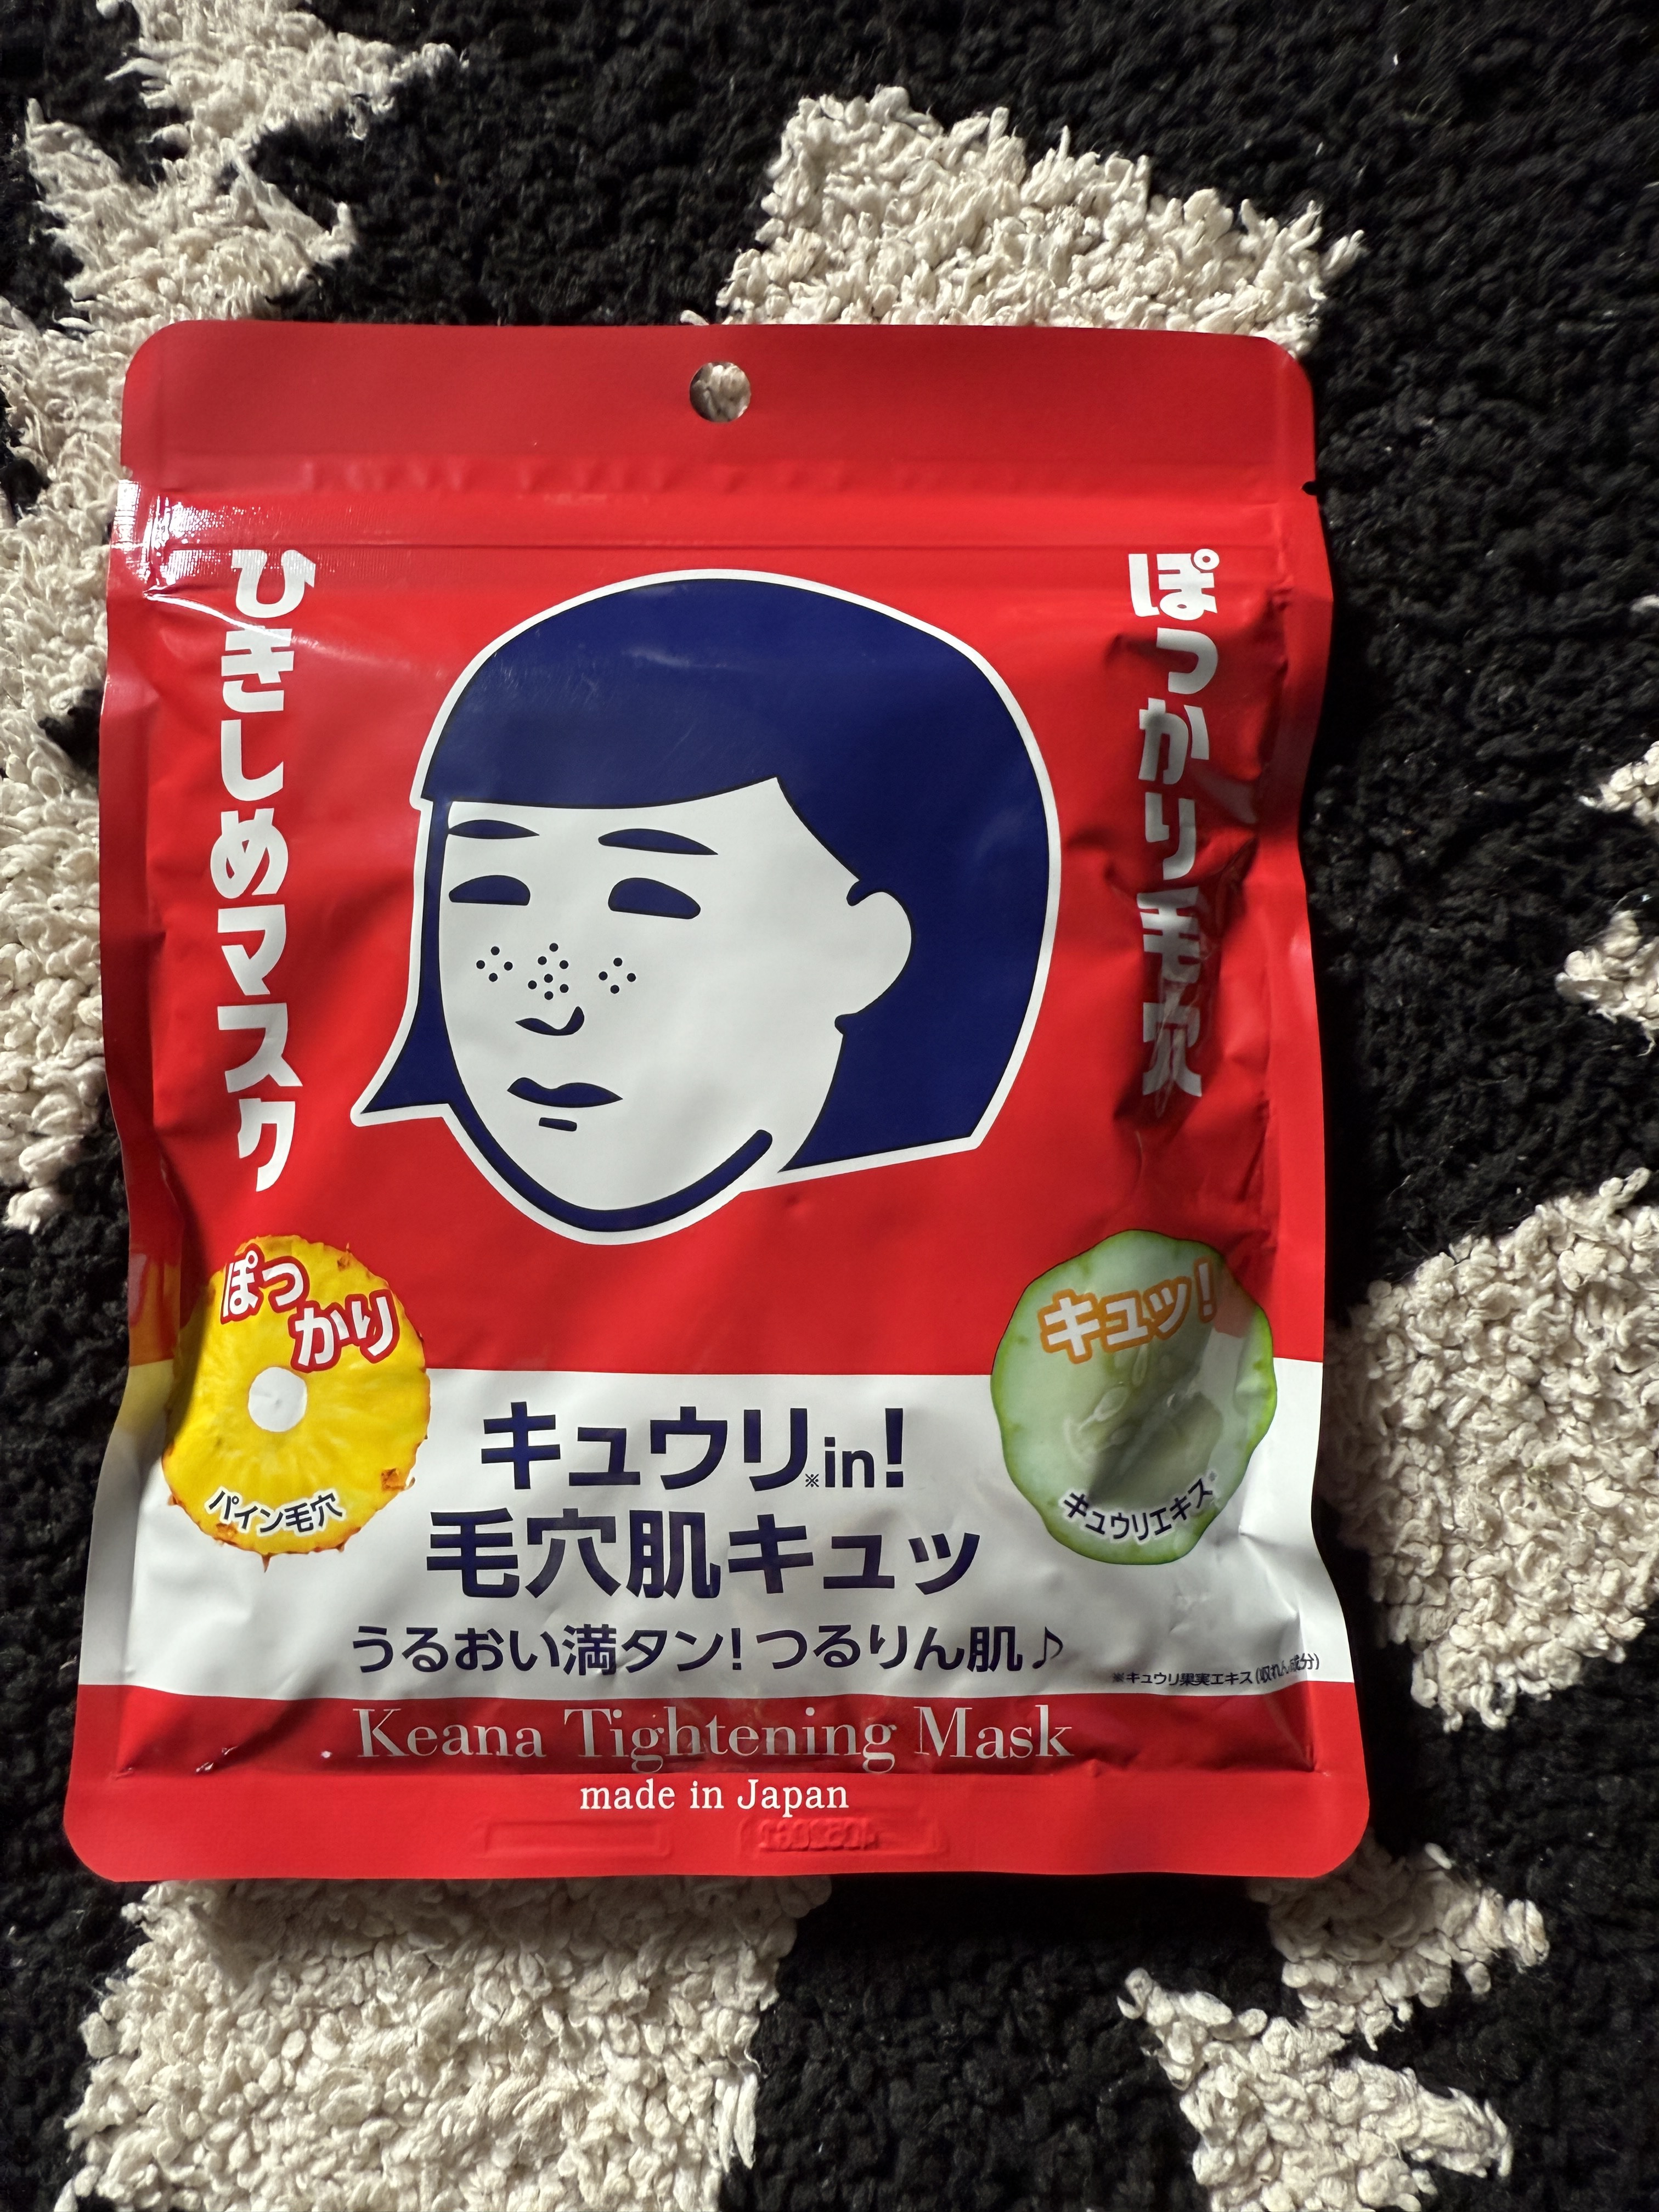 ぽっかり毛穴
ひきしめマスク
ぽっ
かり
パイン毛穴
キュッ!
キュウリエキス※
キュウリ※in!
毛穴肌キュッ
うるおい満タン!つるりん肌♪
※キュウリ果実エキス(収れん成分)
Keana Tightening Mask
made in Japan